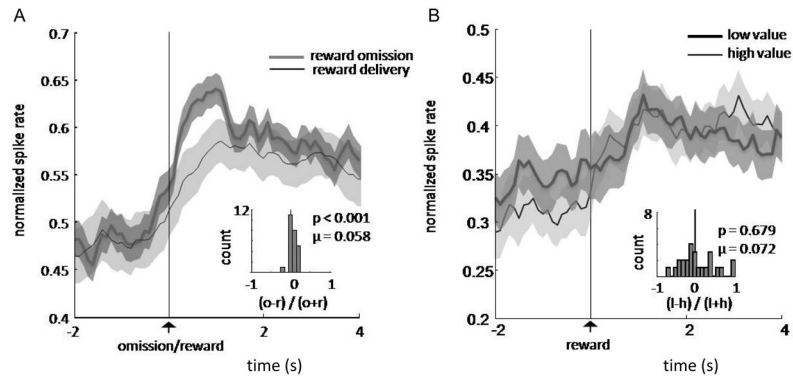 A
B
reward omission
reward delivery
normalized spike rate
0.7
0.65
0.6
0.55
0.5
0.45
0.4
-2
2
4
omission/reward
time (s)
12
count
p < 0.001
µ = 0.058
-1
0
1
(o-r) / (o+r)
low value
high value
normalized spike rate
0.5
0.45
0.4
0.35
0.3
0.25
0.2
-2
2
4
reward
time (s)
8
count
p = 0.679
µ = 0.072
-1
0
1
(l-h) / (l+h)